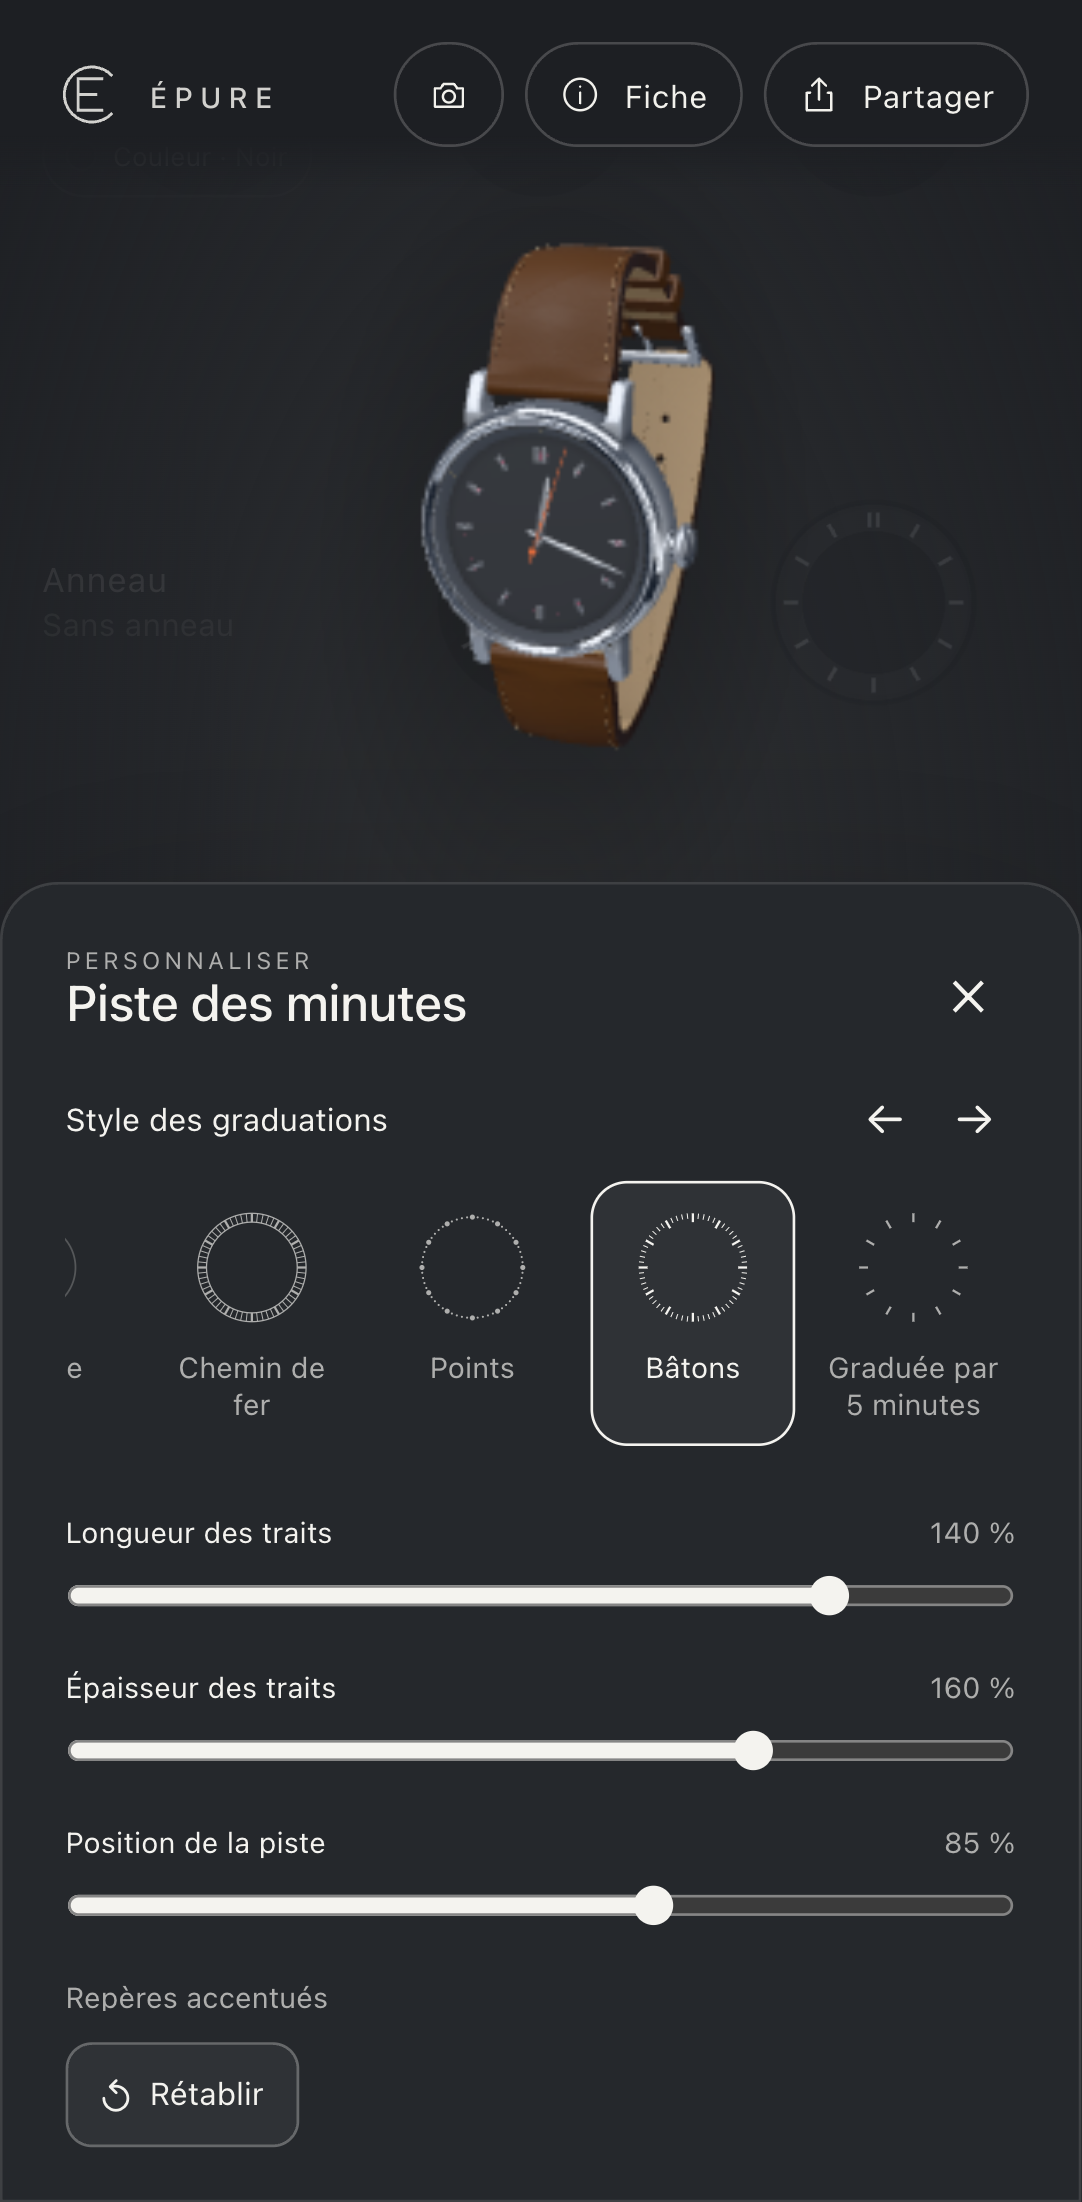 ÉPURE
Fiche
Partager
Couleur · Noir
Anneau
Sans anneau
PERSONNALISER
Piste des minutes
Style des graduations
e
Chemin de
fer
Points
Bâtons
Graduée par
5 minutes
Longueur des traits
140 %
Épaisseur des traits
160 %
Position de la piste
85 %
Repères accentués
Rétablir